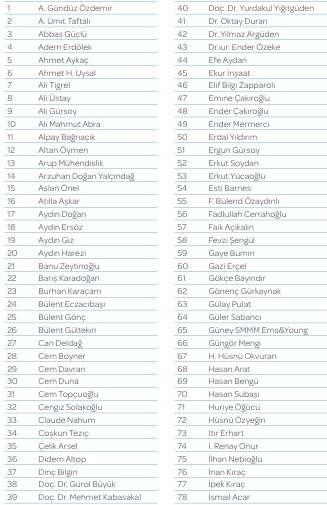 1 A. Gündüz Özdemir
2 A. Ümit Taftalı
3 Abbas Güçlü
4 Adem Erdölek
5 Ahmet Aykaç
6 Ahmet H. Uysal
7 Ali Tigrel
8 Ali Üstay
9 Ali Gürsoy
10 Ali Mahmut Abra
11 Alpay Bağrıaçık
12 Altan Öymen
13 Arup Mühendislik
14 Arzuhan Doğan Yalçındağ
15 Aslan Önel
16 Atilla Aşkar
17 Aydın Doğan
18 Aydın Ersöz
19 Aydın Giz
20 Aydın Harezi
21 Banu Zeytinoğlu
22 Barış Karadoğan
23 Burhan Karaçam
24 Bülent Eczacıbaşı
25 Bülent Gönç
26 Bülent Gültekin
27 Can Deldağ
28 Cem Boyner
29 Cem Davran
30 Cem Duna
31 Cem Topçuoğlu
32 Cengiz Solakoğlu
33 Claude Nahum
34 Coşkun Teziç
35 Çelik Arsel
36 Didem Altop
37 Dinç Bilgin
38 Doç. Dr. Gürol Büyük
39 Doç. Dr. Mehmet Kabasakal
40 Doç. Dr. Yurdakul Yiğitgüden
41 Dr. Oktay Duran
42 Dr. Yılmaz Argüden
43 Dr.iur. Ender Özeke
44 Efe Aydan
45 Ekur İnşaat
46 Elif Bilgi Zapparoli
47 Emine Çakıroğlu
48 Ender Çakıroğlu
49 Ender Mermerci
50 Erdal Yıldırım
51 Ergun Gürsoy
52 Erkut Soydan
53 Erkut Yücaoğlu
54 Esti Barnes
55 F. Bülend Özaydınlı
56 Fadlullah Cerrahoğlu
57 Faik Açıkalın
58 Fevzi Şengül
59 Gaye Bumin
60 Gazi Erçel
61 Gökçe Bayındır
62 Gönenç Gürkaynak
63 Gülay Pulat
64 Güler Sabancı
65 Güney SMMM Erns&Young
66 Güngör Mengi
67 H. Hüsnü Okvuran
68 Hasan Arat
69 Hasan Bengü
70 Hasan Subaşı
71 Huriye Öğücü
72 Hüsnü Özyeğin
73 Itır Erhart
74 İ. Renay Onur
75 İlhan Nebioğlu
76 İnan Kıraç
77 İpek Kıraç
78 İsmail Acar